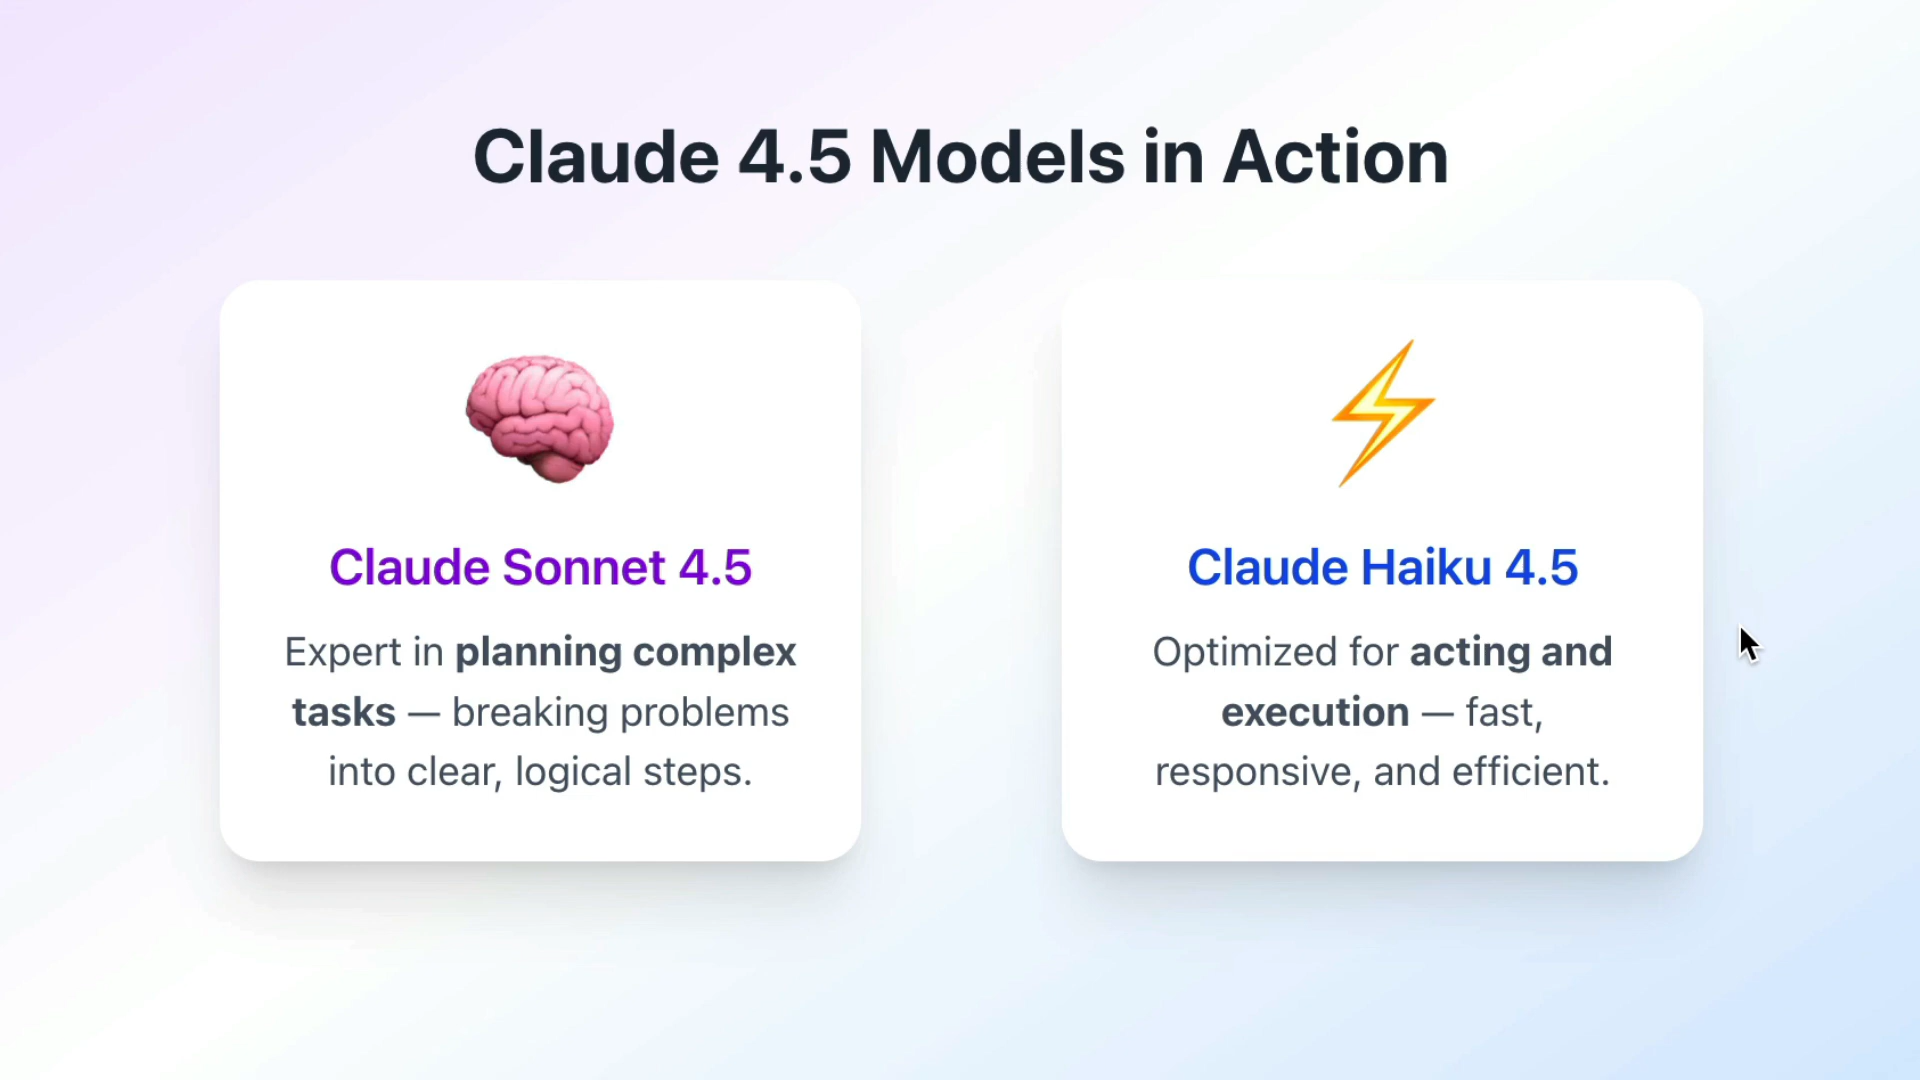 Claude 4.5 Models in Action
Claude Sonnet 4.5
Expert in planning complex
tasks — breaking problems
into clear, logical steps.
Claude Haiku 4.5
Optimized for acting and
execution — fast,
responsive, and efficient.